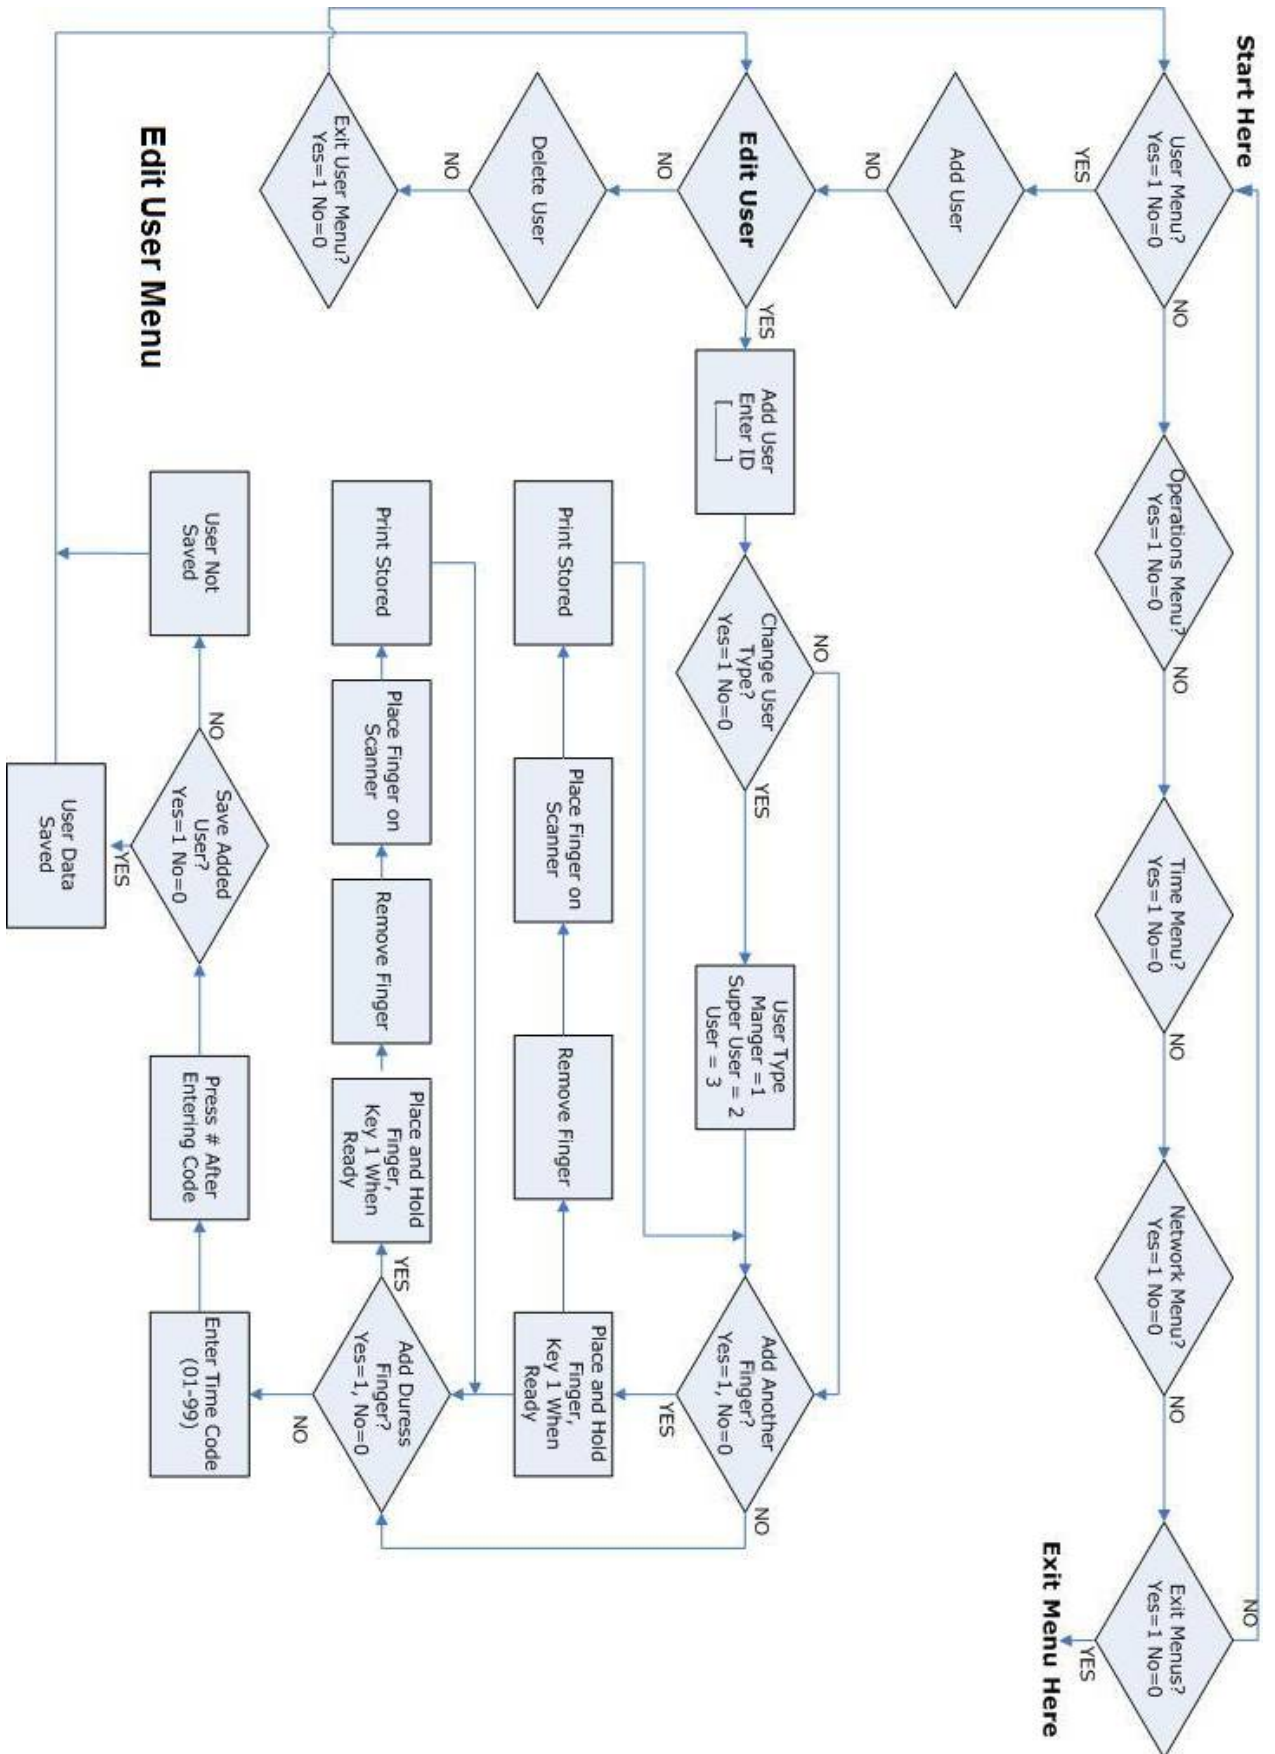 Start Here
User Menu?
Yes=1 No=0
NO
Operations Menu?
Yes=1 No=0
NO
Time Menu?
Yes=1 No=0
NO
Network Menu?
Yes=1 No=0
NO
Exit Menus?
Yes=1 No=0
NO
YES
Exit Menu Here
YES
Add User
NO
Edit User
YES
Add User
Enter ID
[____]
Change User
Type?
Yes=1 No=0
NO
YES
User Type
Manger =1
Super User = 2
User = 3
Add Another
Finger?
Yes=1, No=0
NO
YES
NO
Delete User
Print Stored
Place Finger on
Scanner
Remove Finger
Place and Hold
Finger,
Key 1 When
Ready
NO
Exit User Menu?
Yes=1 No=0
Print Stored
Place Finger on
Scanner
Remove Finger
Place and Hold
Finger,
Key 1 When
Ready
YES
Add Duress
Finger?
Yes=1, No=0
NO
User Not
Saved
NO
Save Added
User?
Yes=1 No=0
YES
Press # After
Entering Code
Enter Time Code
(01-99)
User Data
Saved
Edit User Menu